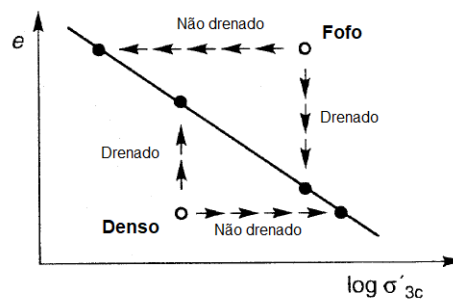 Não drenado
Fofo
e
Drenado
Drenado
Denso
Não drenado
log σ′3c